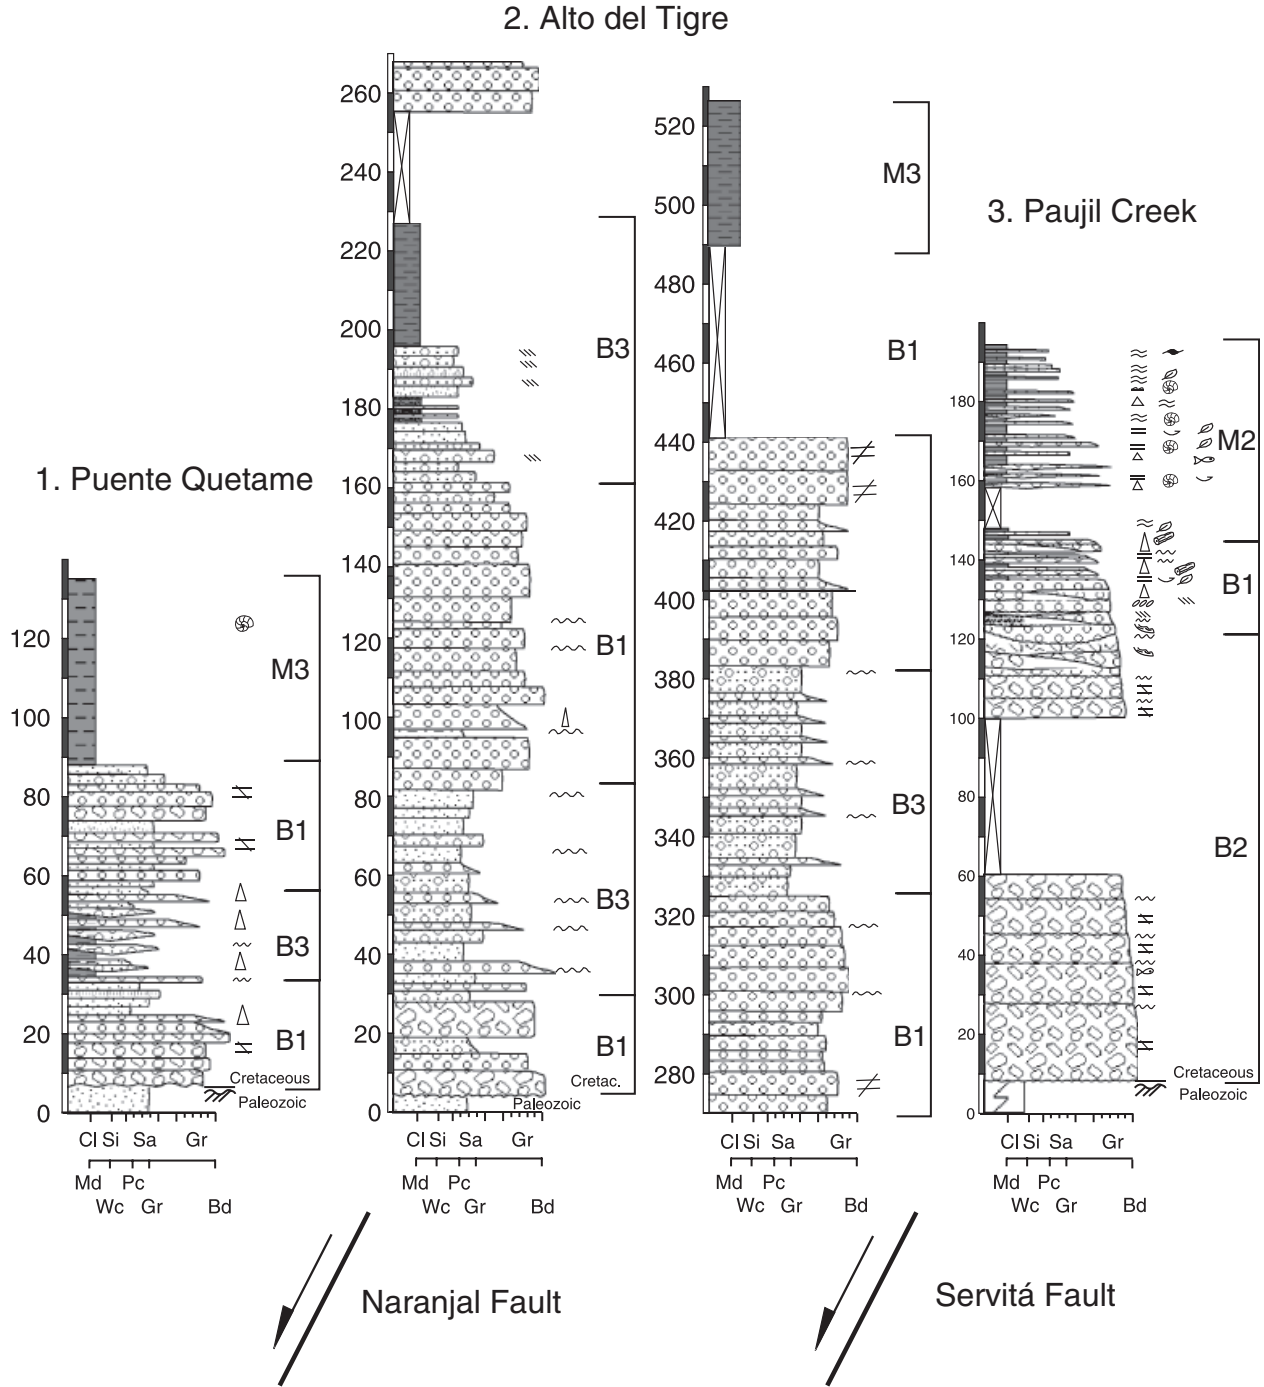 2. Alto del Tigre
260
240
220
200
180
160
140
120
100
80
60
40
20
0
B3
B1
B3
B1
Cretac.
Paleozoic
Cl Si Sa Gr
Md Pc
Wc Gr Bd
520
500
480
460
440
420
400
380
360
340
320
300
280
M3
B1
B3
B1
Cl Si Sa Gr
Md Pc
Wc Gr Bd
1. Puente Quetame
120
100
80
60
40
20
0
M3
B1
B3
B1
Cretaceous
Paleozoic
Cl Si Sa Gr
Md Pc
Wc Gr Bd
3. Paujil Creek
180
160
140
120
100
80
60
40
20
0
M2
B1
B2
Cretaceous
Paleozoic
Cl Si Sa Gr
Md Pc
Wc Gr Bd
Naranjal Fault
Servitá Fault
B1